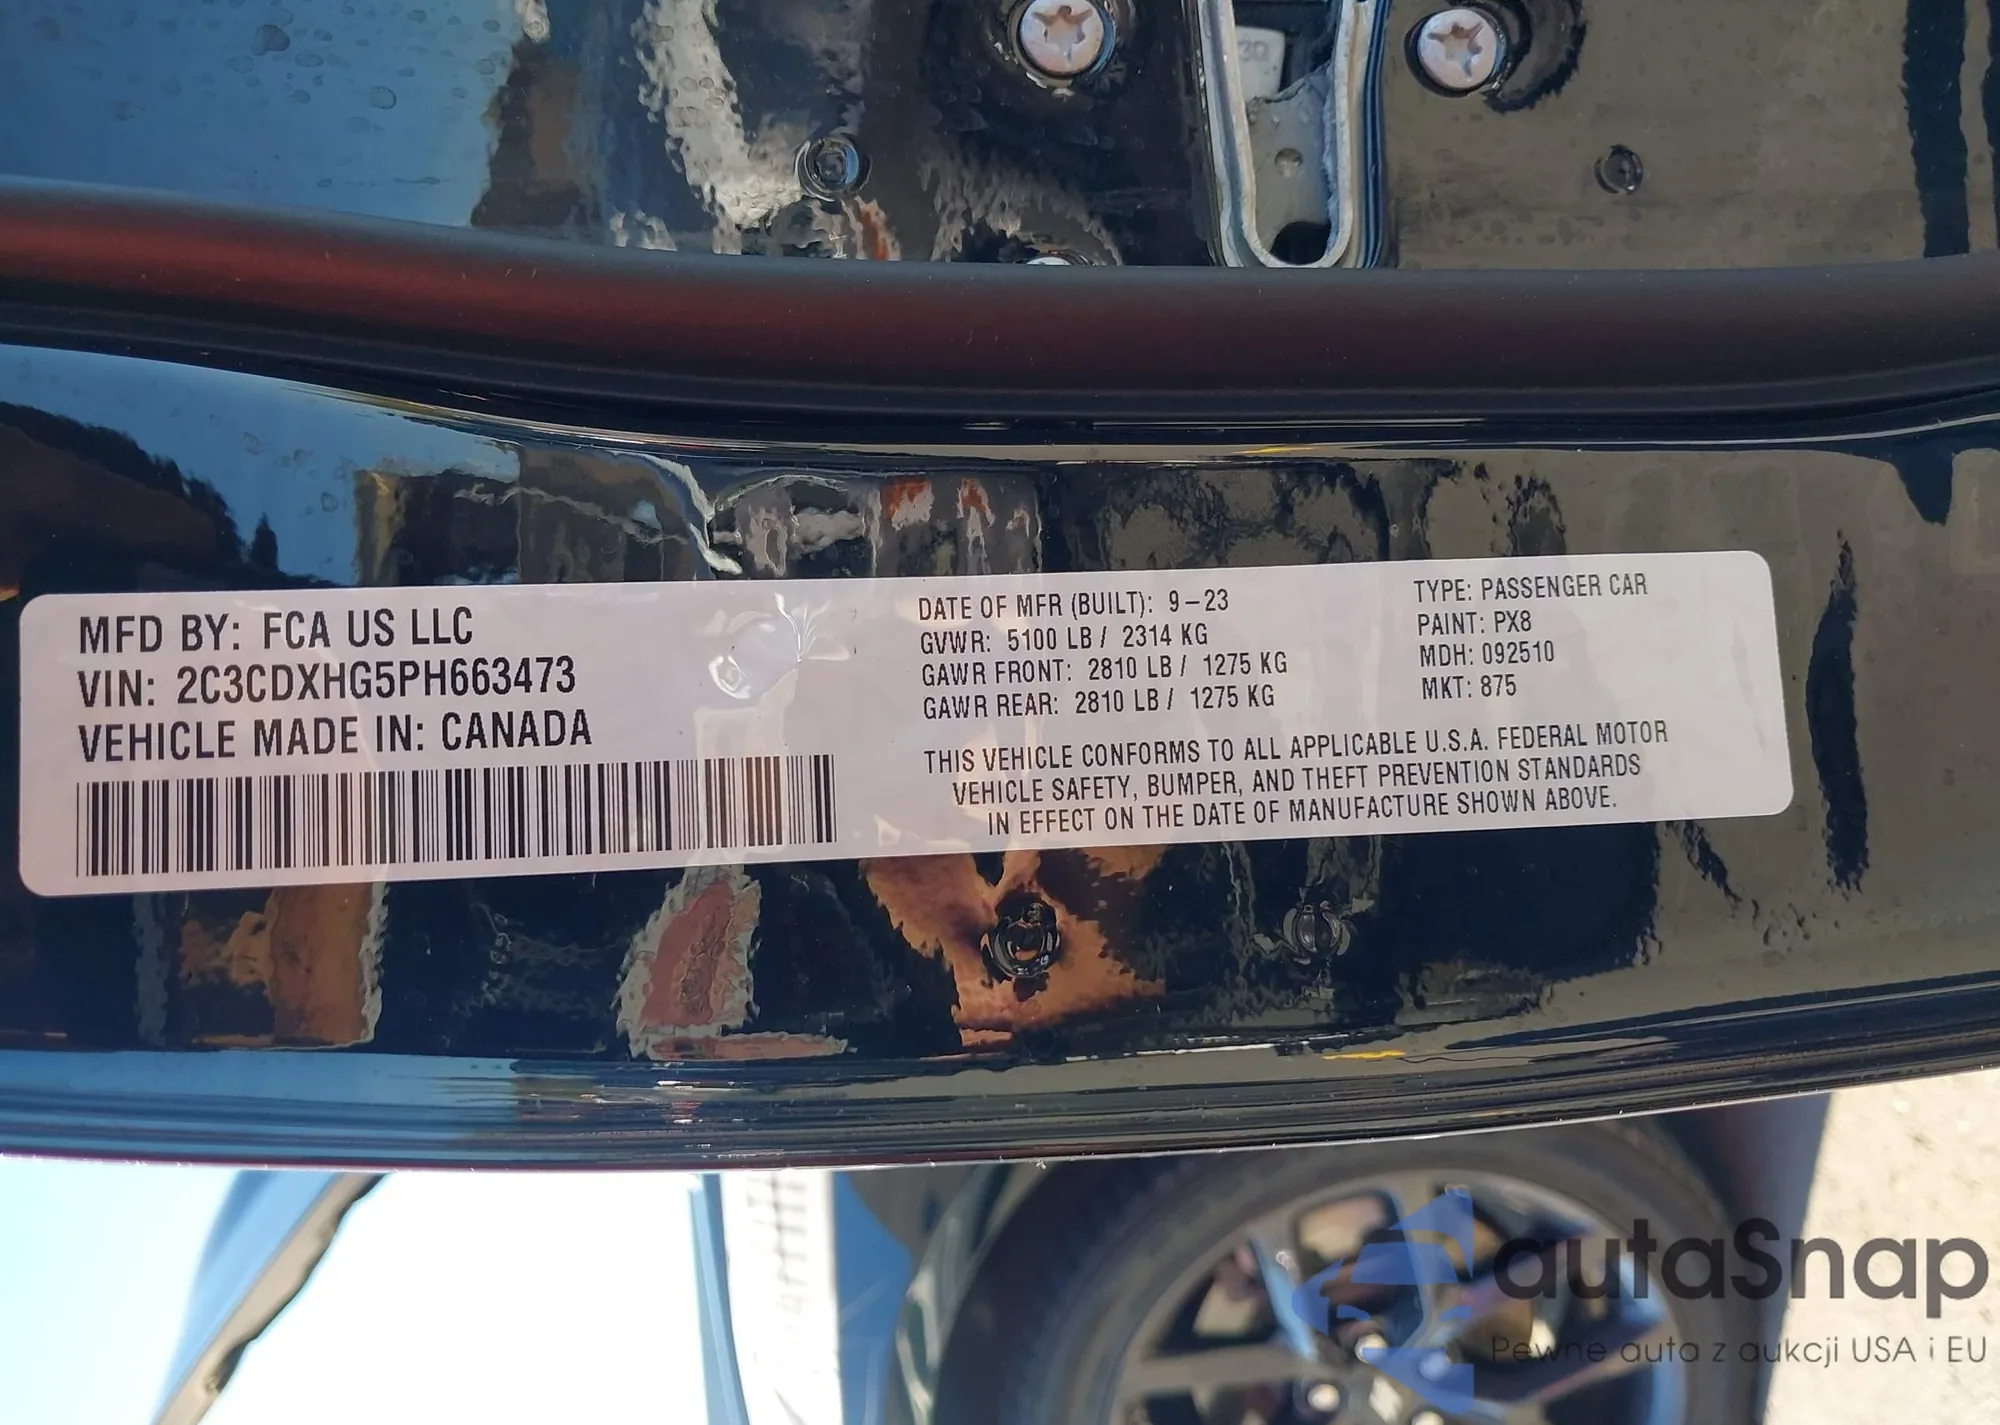 MFD BY: FCA US LLC
VIN: 2C3CDXHG5PH663473
VEHICLE MADE IN: CANADA
DATE OF MFR (BUILT): 9-23
GVWR: 5100 LB / 2314 KG
GAWR FRONT: 2810 LB / 1275 KG
GAWR REAR: 2810 LB / 1275 KG
TYPE: PASSENGER CAR
PAINT: PX8
MDH: 092510
MKT: 875
THIS VEHICLE CONFORMS TO ALL APPLICABLE U.S.A. FEDERAL MOTOR
VEHICLE SAFETY, BUMPER, AND THEFT PREVENTION STANDARDS
IN EFFECT ON THE DATE OF MANUFACTURE SHOWN ABOVE.
autaSnap
Pewne auta z aukcji USA i EU